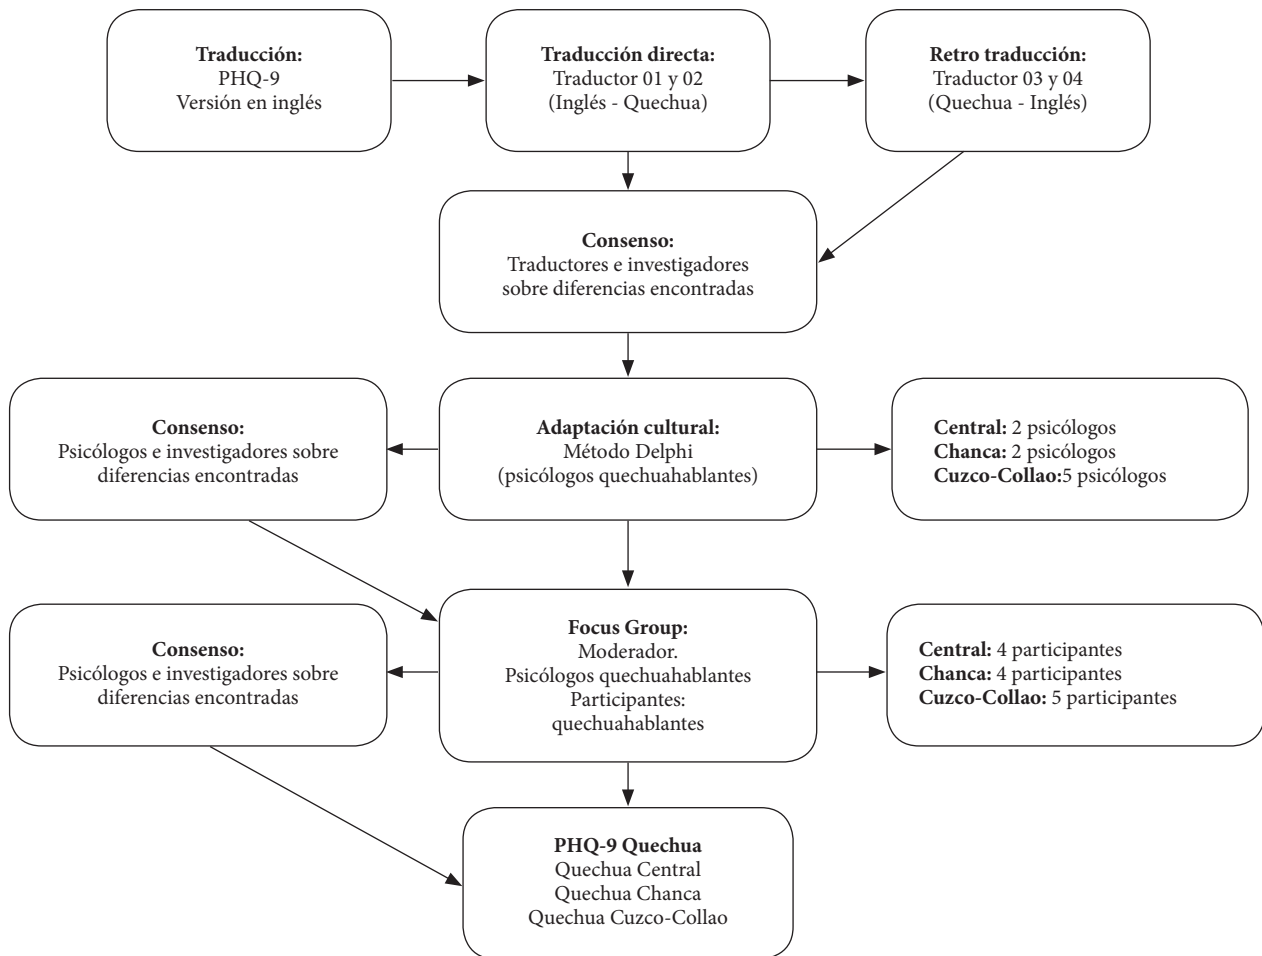 Traducción:
PHQ-9
Versión en inglés
Traducción directa:
Traductor 01 y 02
(Inglés - Quechua)
Retro traducción:
Traductor 03 y 04
(Quechua - Inglés)
Consenso:
Traductores e investigadores
sobre diferencias encontradas
Consenso:
Psicólogos e investigadores sobre
diferencias encontradas
Adaptación cultural:
Método Delphi
(psicólogos quechuahablantes)
Central: 2 psicólogos
Chanca: 2 psicólogos
Cuzco-Collao:5 psicólogos
Consenso:
Psicólogos e investigadores sobre
diferencias encontradas
Focus Group:
Moderador.
Psicólogos quechuahablantes
Participantes:
quechuahablantes
Central: 4 participantes
Chanca: 4 participantes
Cuzco-Collao: 5 participantes
PHQ-9 Quechua
Quechua Central
Quechua Chanca
Quechua Cuzco-Collao